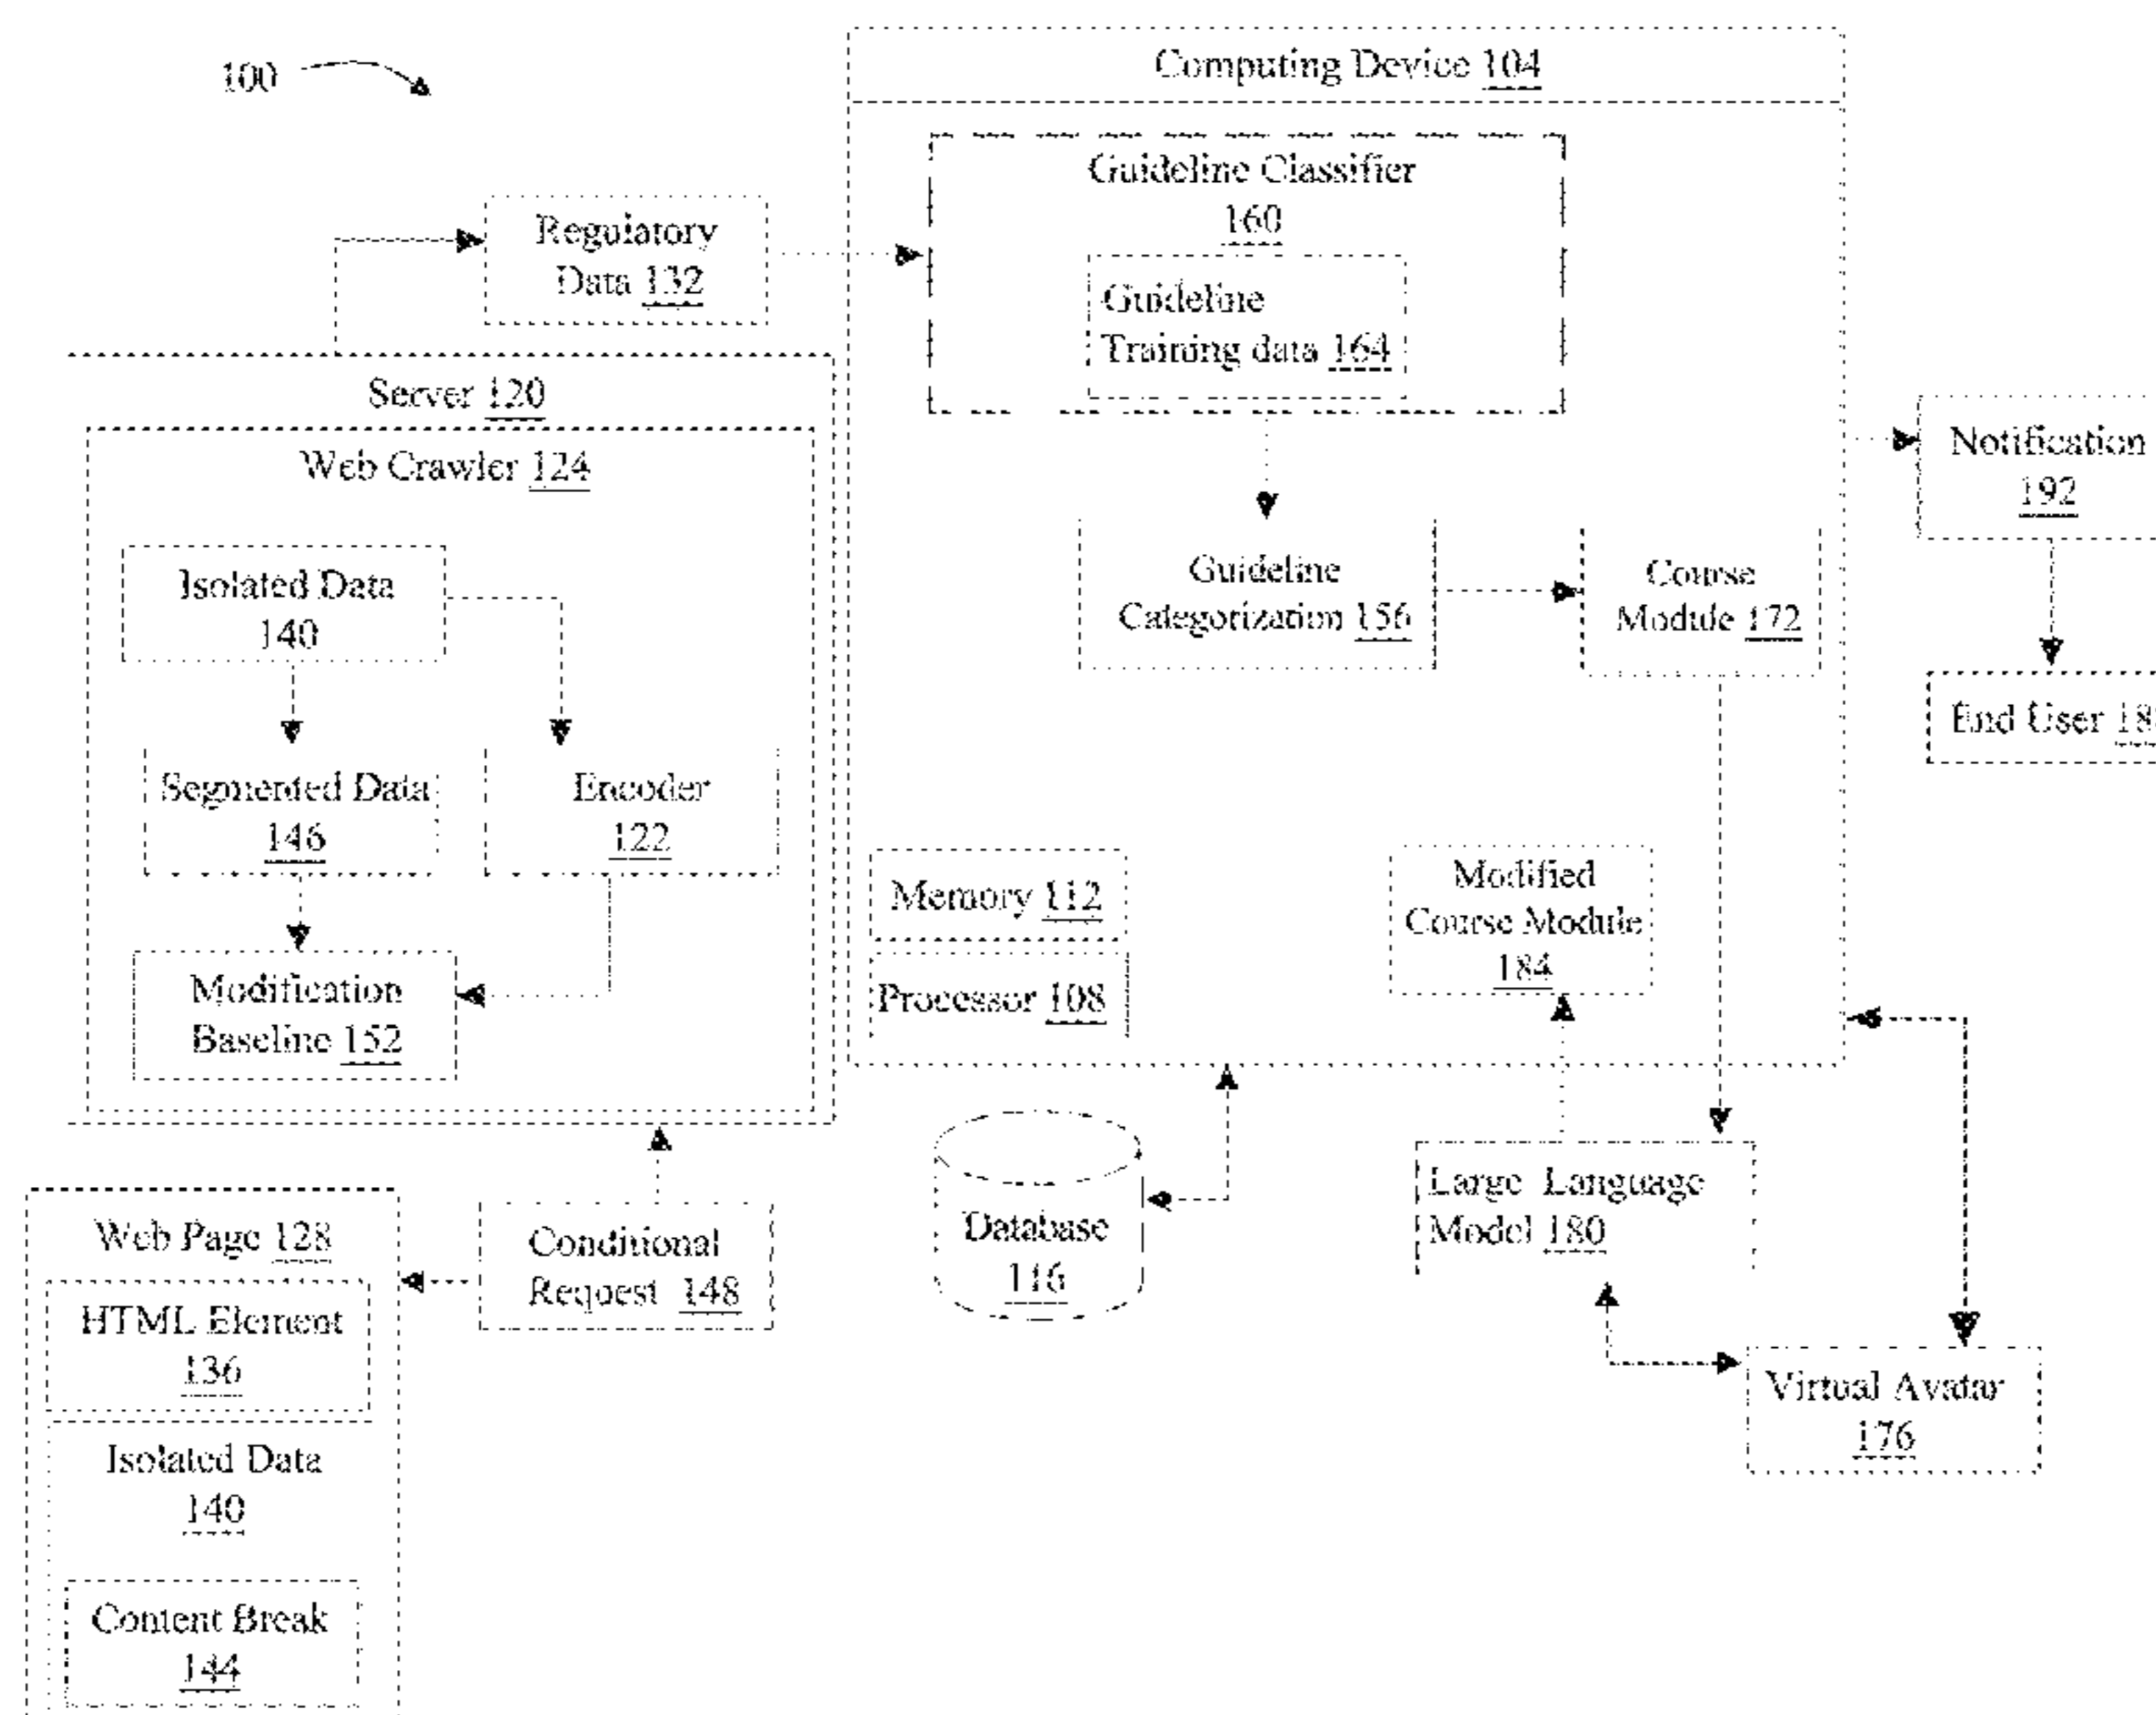 100
Computing Device 104
Guideline Classifier
160
Guideline
Training data 164
Regulatory
Data 132
Server 120
Web Crawler 124
Isolated Data
140
Segmented Data
146
Encoder
122
Modification
Baseline 152
Guideline
Categorization 156
Course
Module 172
Notification
192
End User
Memory 112
Processor 108
Modified
Course Module
184
Database
116
Large Language
Model 180
Virtual Avatar
176
Conditional
Request 148
Web Page 128
HTML Element
136
Isolated Data
140
Content Break
144